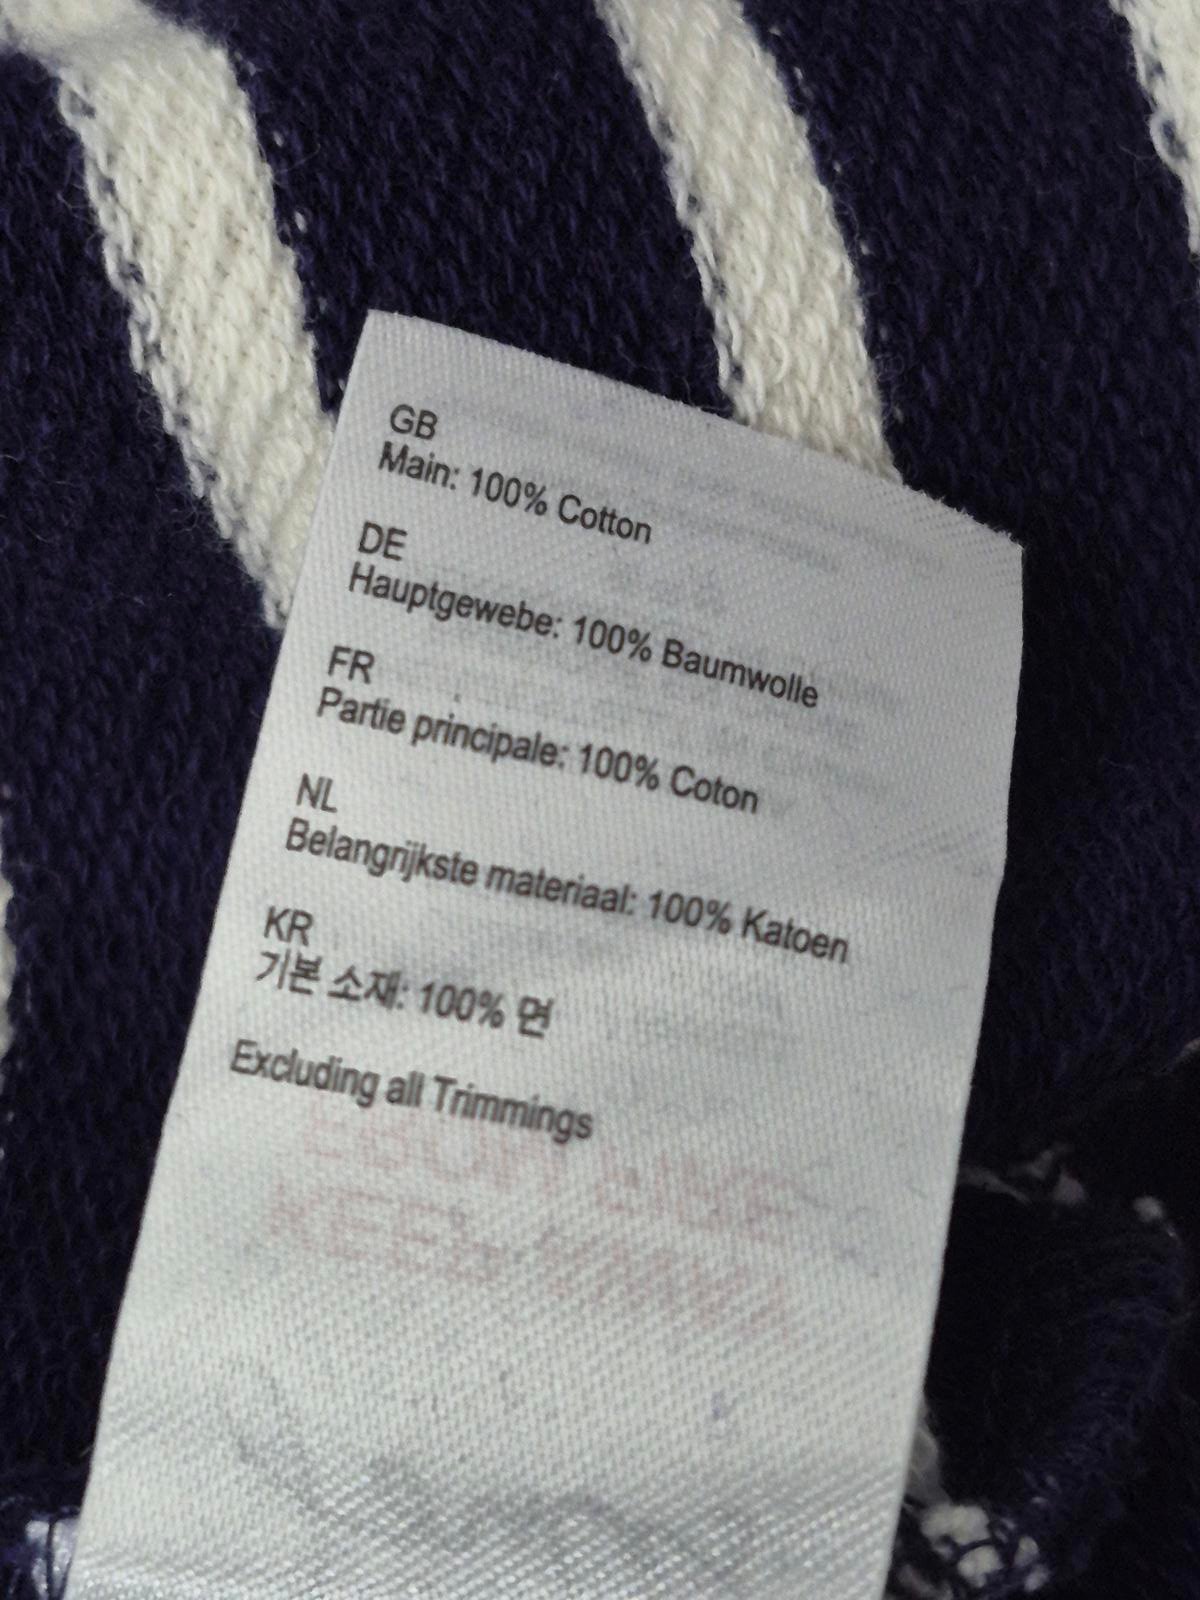 GB
Main: 100% Cotton
DE
Hauptgewebe: 100% Baumwolle
FR
Partie principale: 100% Coton
NL
Belangrijkste materiaal: 100% Katoen
KR
기본 소재: 100% 면
Excluding all Trimmings